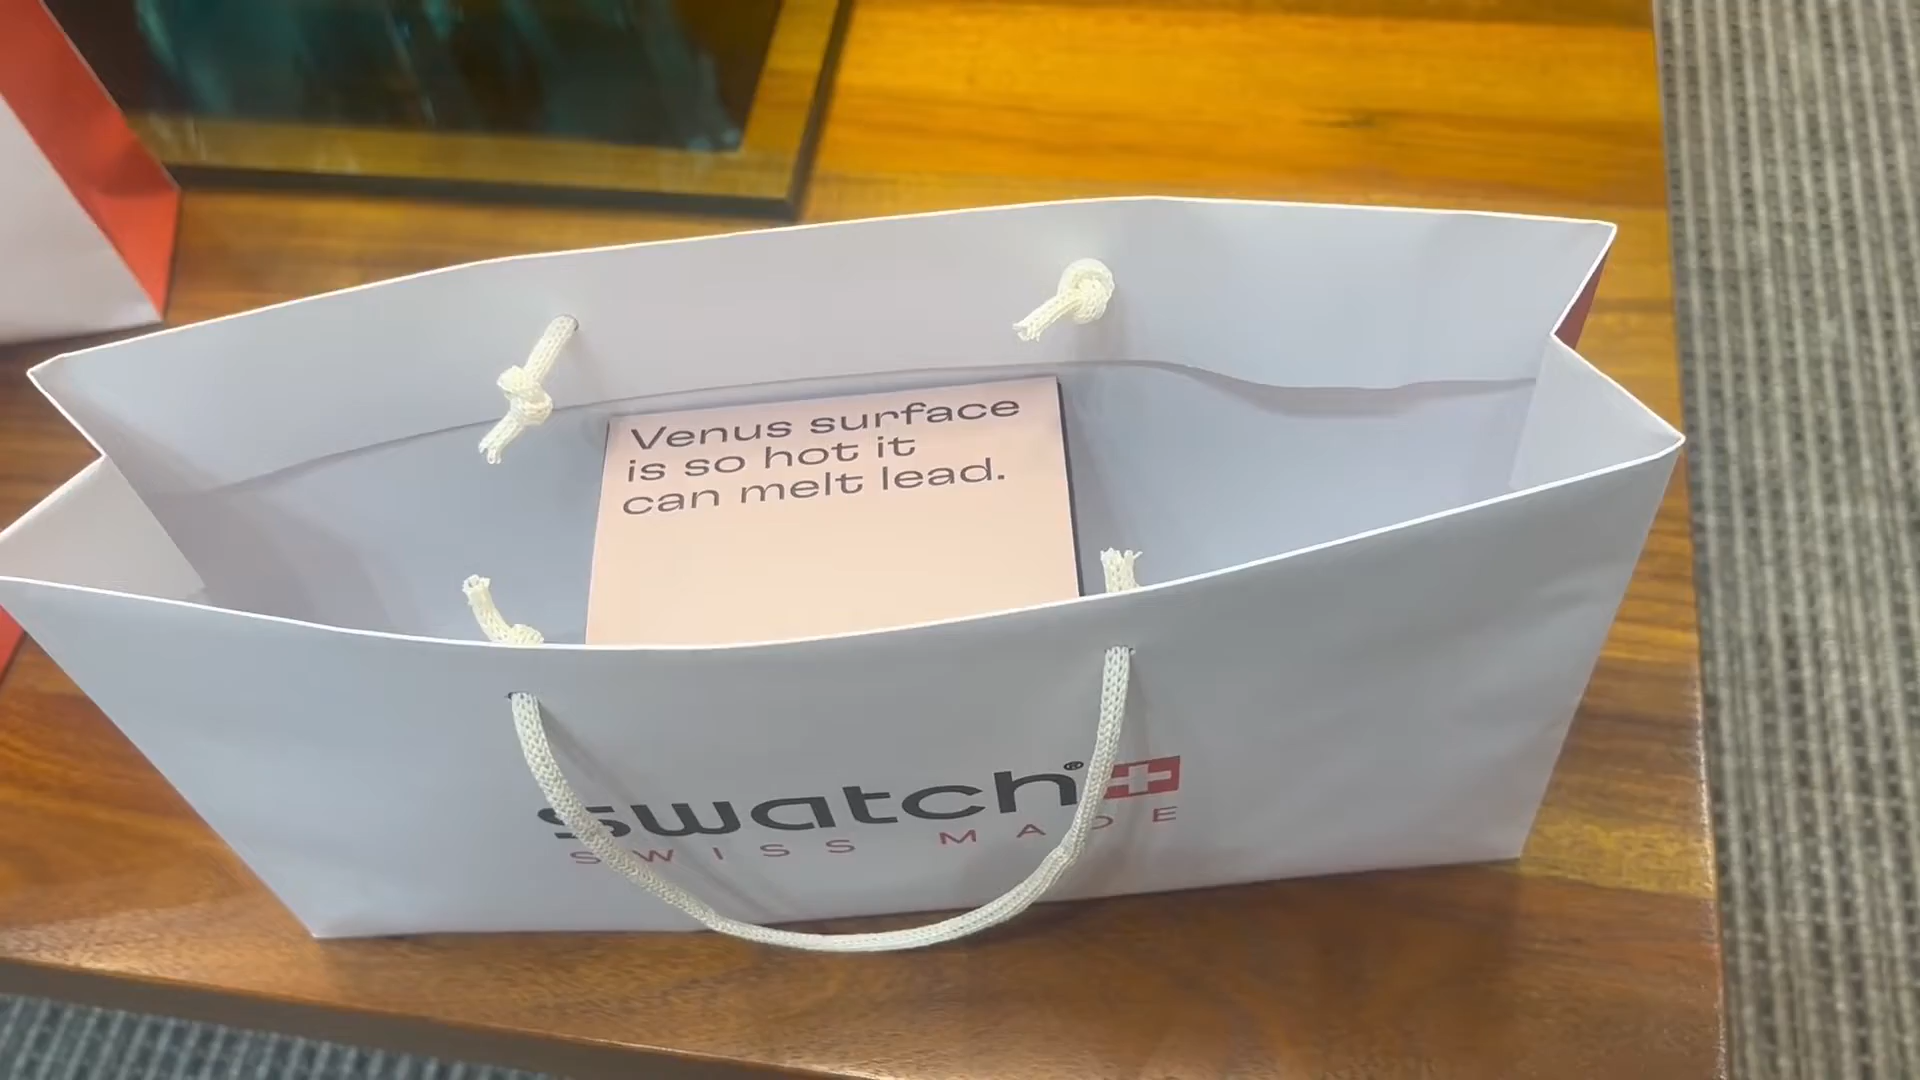 Venus surface
is so hot it
can melt lead.
swatch®
SWISS MADE